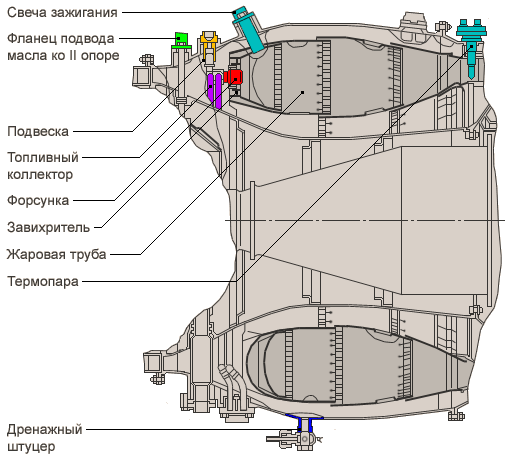 Свеча зажигания
Фланец подвода
масла ко II опоре
Подвеска
Топливный
коллектор
Форсунка
Завихритель
Жаровая труба
Термопара
Дренажный
штуцер